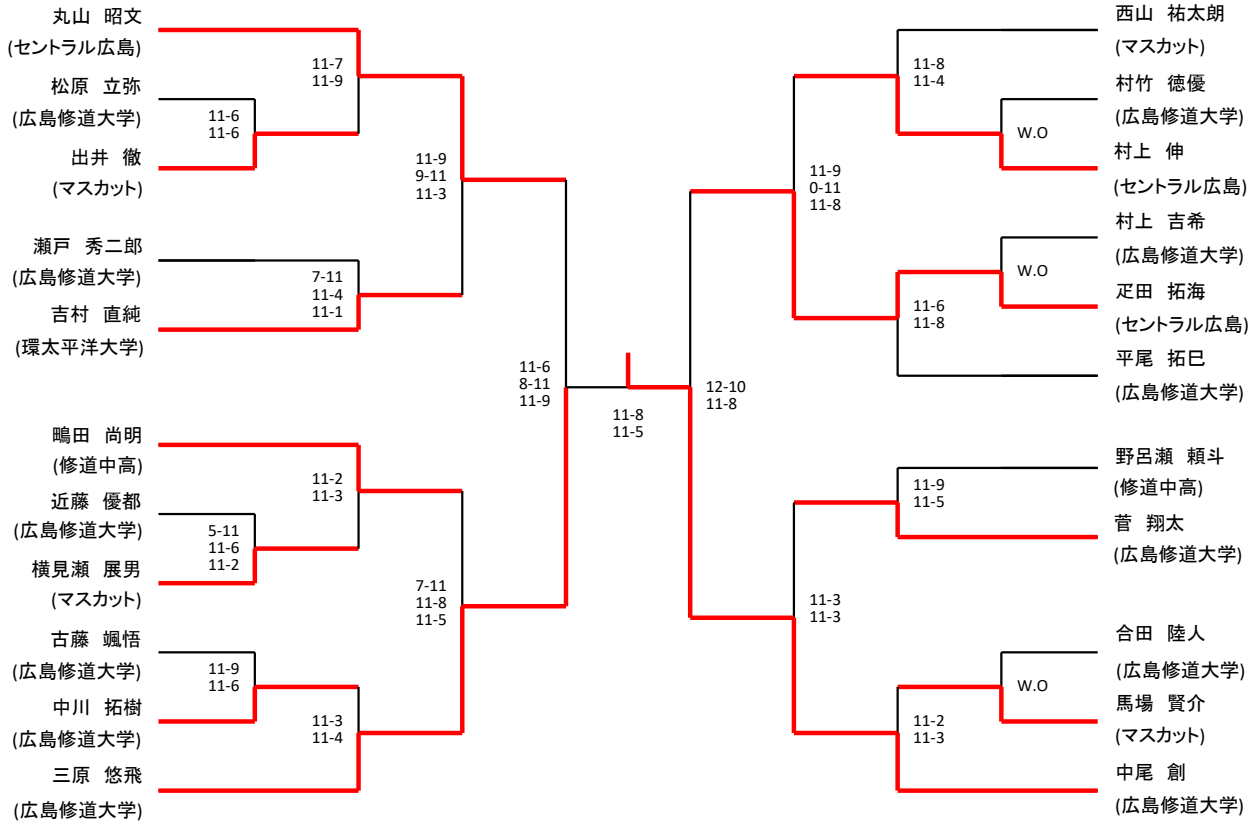 丸山 昭文
(セントラル広島)
松原 立弥
(広島修道大学)
出井 徹
(マスカット)
瀬戸 秀二郎
(広島修道大学)
吉村 直純
(環太平洋大学)
鴫田 尚明
(修道中高)
近藤 優都
(広島修道大学)
横見瀬 展男
(マスカット)
古藤 颯悟
(広島修道大学)
中川 拓樹
(広島修道大学)
三原 悠飛
(広島修道大学)
11-6
11-6
5-11
11-6
11-2
11-9
11-6
11-7
11-9
7-11
11-4
11-1
11-2
11-3
11-3
11-4
11-9
9-11
11-3
7-11
11-8
11-5
11-6
8-11
11-9
11-8
11-5
12-10
11-8
11-9
0-11
11-8
11-3
11-3
11-8
11-4
11-6
11-8
11-9
11-5
11-2
11-3
W.O
W.O
W.O
西山 祐太朗
(マスカット)
村竹 徳優
(広島修道大学)
村上 伸
(セントラル広島)
村上 吉希
(広島修道大学)
疋田 拓海
(セントラル広島)
平尾 拓巳
(広島修道大学)
野呂瀬 頼斗
(修道中高)
菅 翔太
(広島修道大学)
合田 陸人
(広島修道大学)
馬場 賢介
(マスカット)
中尾 創
(広島修道大学)